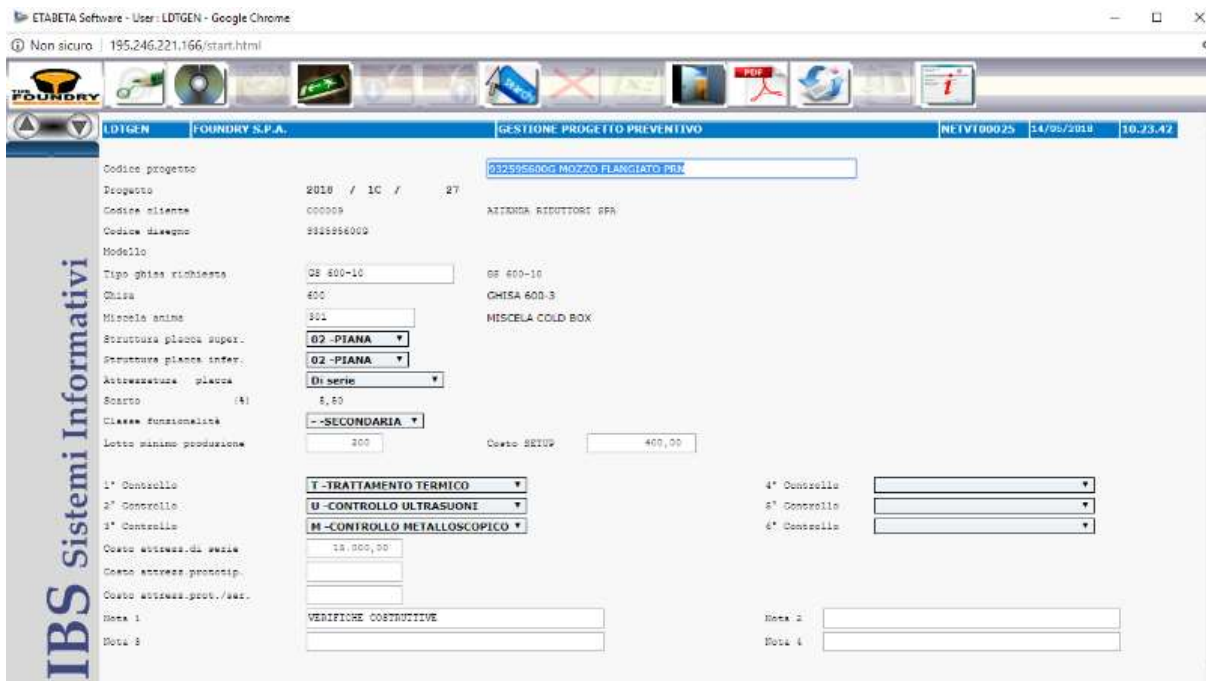 ETABETA Software - User : LDTGEN - Google Chrome
Non sicuro 195.246.221.166/start.html
THE FOUNDRY
Search
PDF
i
LDTGEN FOUNDRY S.P.A. GESTIONE PROGETTO PREVENTIVO NETVT00025 14/05/2018 10.23.42
Codice progetto 932595600G MOZZO FLANGIATO PRN
Progetto 2018 / 1C / 27
Codice cliente 000009 AZIENDA RIDUTTORI SPA
Codice disegno 932595600G
Modello
Tipo ghisa richiesta GS 600-10 GS 600-10
Ghisa 600 GHISA 600-3
Miscela anima 901 MISCELA COLD BOX
Struttura placca super. 02 -PIANA
Struttura placca infer. 02 -PIANA
Attrezzatura placca Di serie
Scarto (%) 5,50
Classe funzionalità - -SECONDARIA
Lotto minimo produzione 200 Costo SETUP 400,00
1° Controllo T -TRATTAMENTO TERMICO 4° Controllo
2° Controllo U -CONTROLLO ULTRASUONI 5° Controllo
3° Controllo M -CONTROLLO METALLOSCOPICO 6° Controllo
Costo attrezz.di serie
Costo attrezz.prototip.
Costo attrezz.prot./ser.
Nota 1 VERIFICHE COSTRUTTIVE Nota 2
Nota 3 Nota 4
IBS Sistemi Informativi